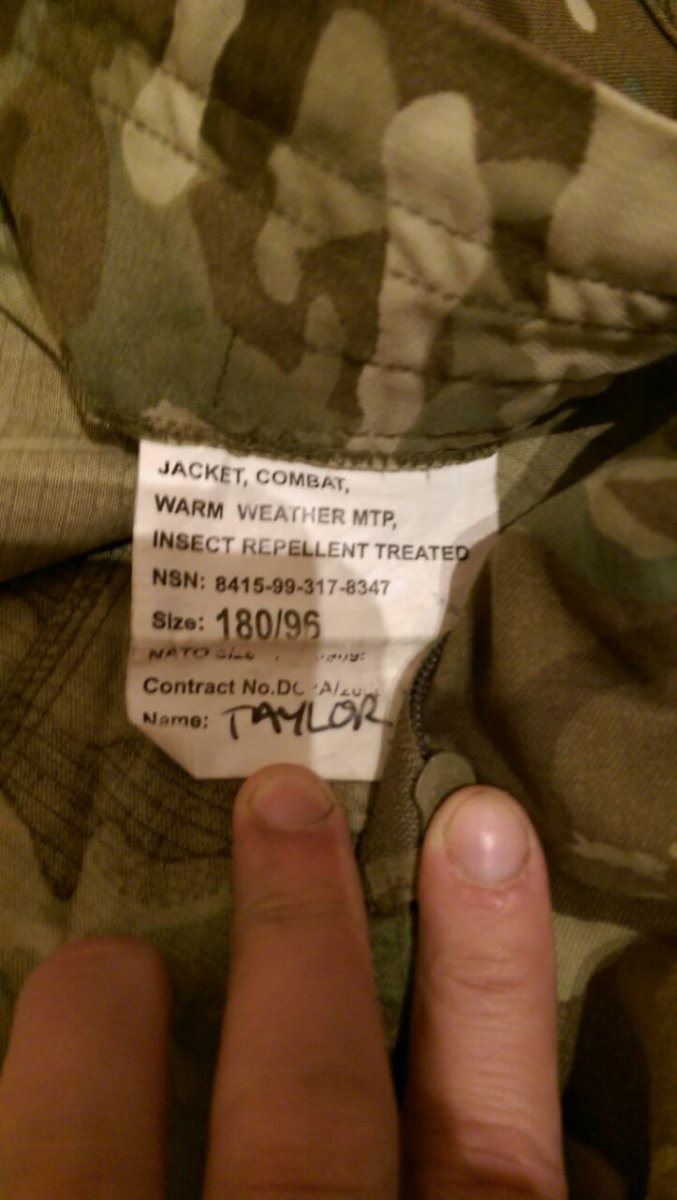 JACKET, COMBAT,
WARM WEATHER MTP,
INSECT REPELLENT TREATED
NSN: 8415-99-317-8347
Size: 180/96
NATO
Contract No.
Name: TAYLOR